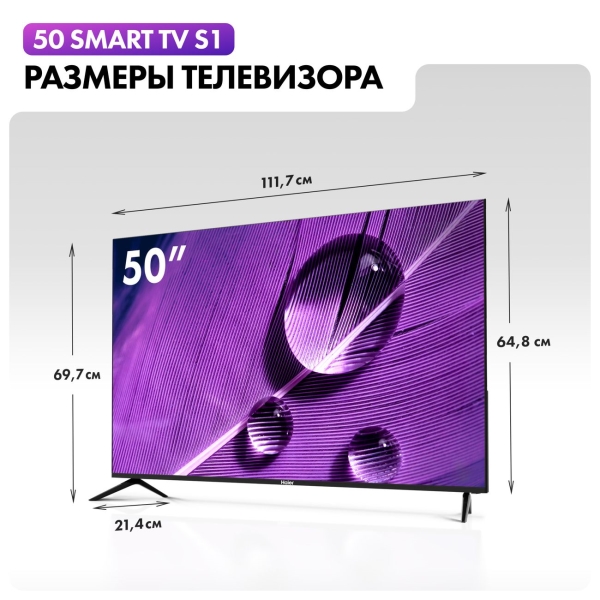 50 SMART TV S1
РАЗМЕРЫ ТЕЛЕВИЗОРА
111,7 см
50”
69,7 см
64,8 см
Haier
21,4 см